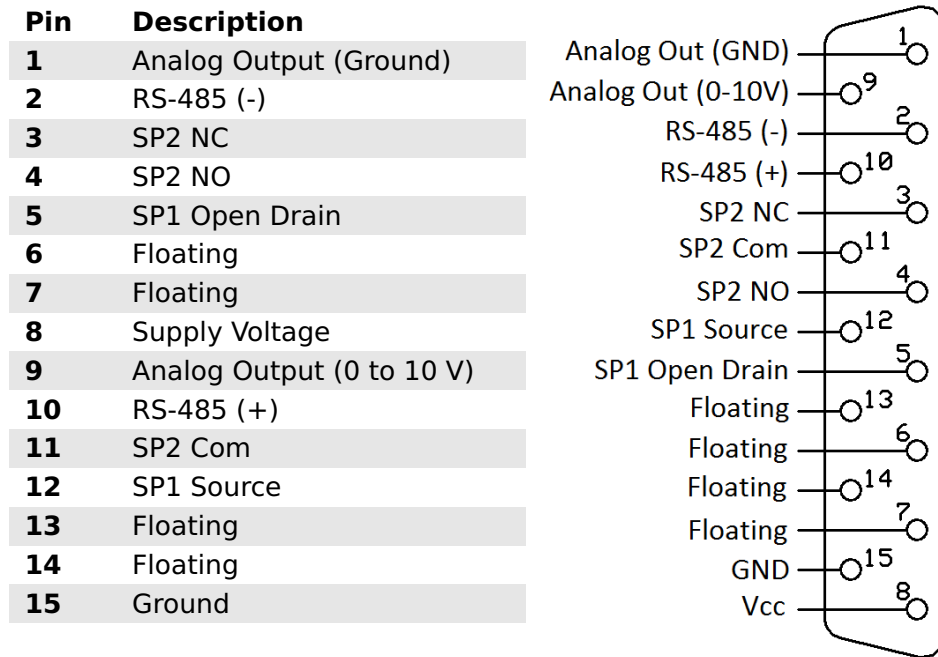 Pin Description
1 Analog Output (Ground)
2 RS-485 (-)
3 SP2 NC
4 SP2 NO
5 SP1 Open Drain
6 Floating
7 Floating
8 Supply Voltage
9 Analog Output (0 to 10 V)
10 RS-485 (+)
11 SP2 Com
12 SP1 Source
13 Floating
14 Floating
15 Ground
Analog Out (GND) 1
Analog Out (0-10V) 9
RS-485 (-) 2
RS-485 (+) 10
SP2 NC 3
SP2 Com 11
SP2 NO 4
SP1 Source 12
SP1 Open Drain 5
Floating 13
Floating 6
Floating 14
Floating 7
GND 15
Vcc 8